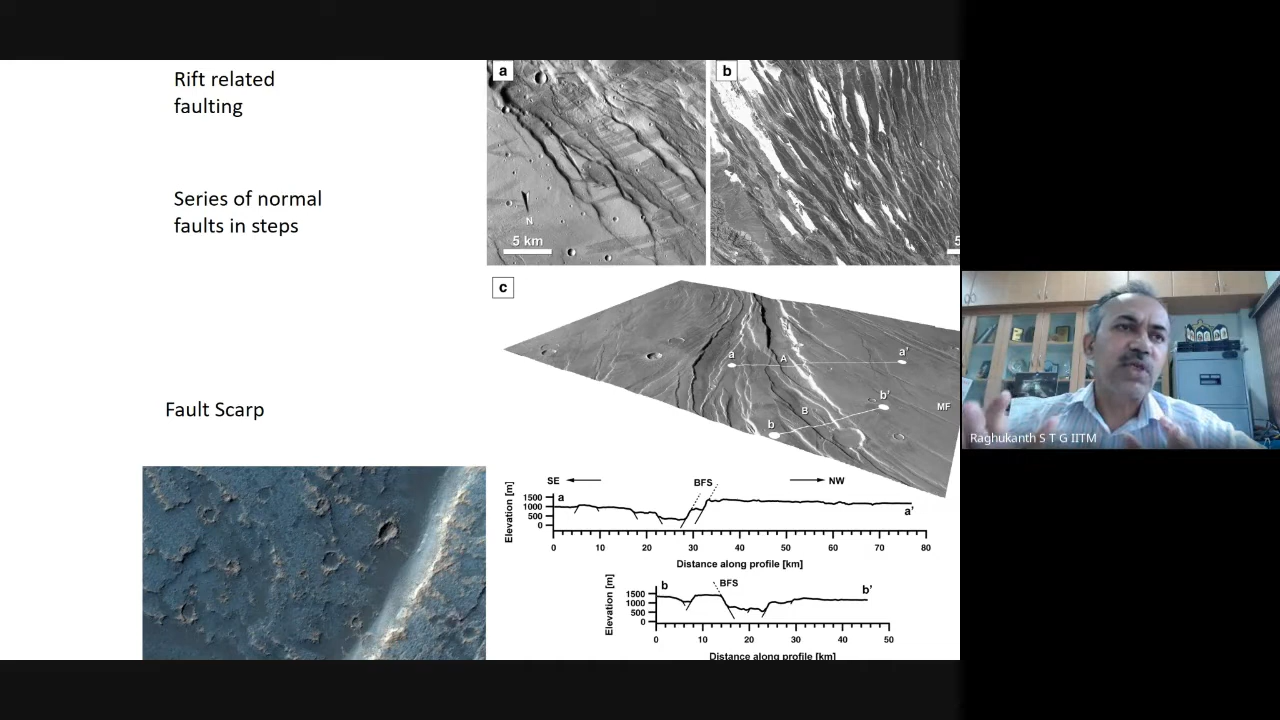 Rift related
faulting
Series of normal
faults in steps
Fault Scarp
a
b
N
5 km
5
c
a
A
a'
b'
B
b
MF
SE
BFS
NW
Elevation [m]
1500
1000
500
0
a
a'
0 10 20 30 40 50 60 70 80
Distance along profile [km]
BFS
Elevation [m]
1500
1000
500
0
b
b'
0 10 20 30 40 50
Distance along profile [km]
Raghukanth S T G IITM